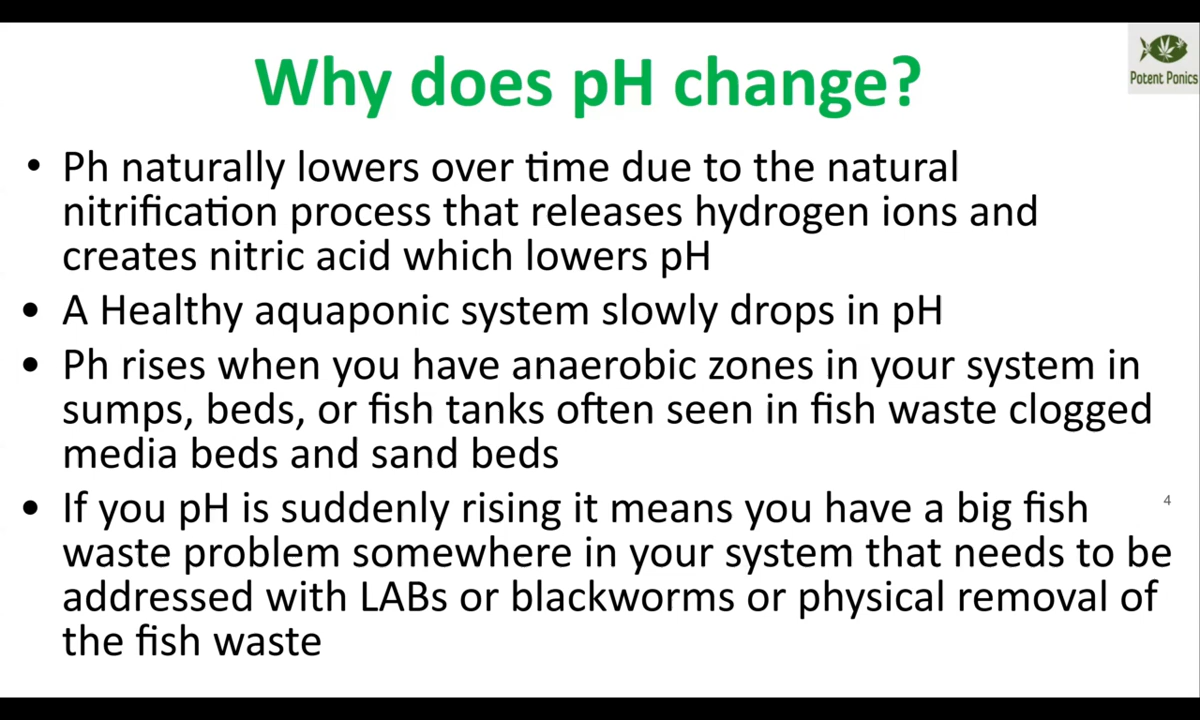 Why does pH change?
Potent Ponics
• Ph naturally lowers over time due to the natural
nitrification process that releases hydrogen ions and
creates nitric acid which lowers pH
• A Healthy aquaponic system slowly drops in pH
• Ph rises when you have anaerobic zones in your system in
sumps, beds, or fish tanks often seen in fish waste clogged
media beds and sand beds
• If you pH is suddenly rising it means you have a big fish
waste problem somewhere in your system that needs to be
addressed with LABs or blackworms or physical removal of
the fish waste
4